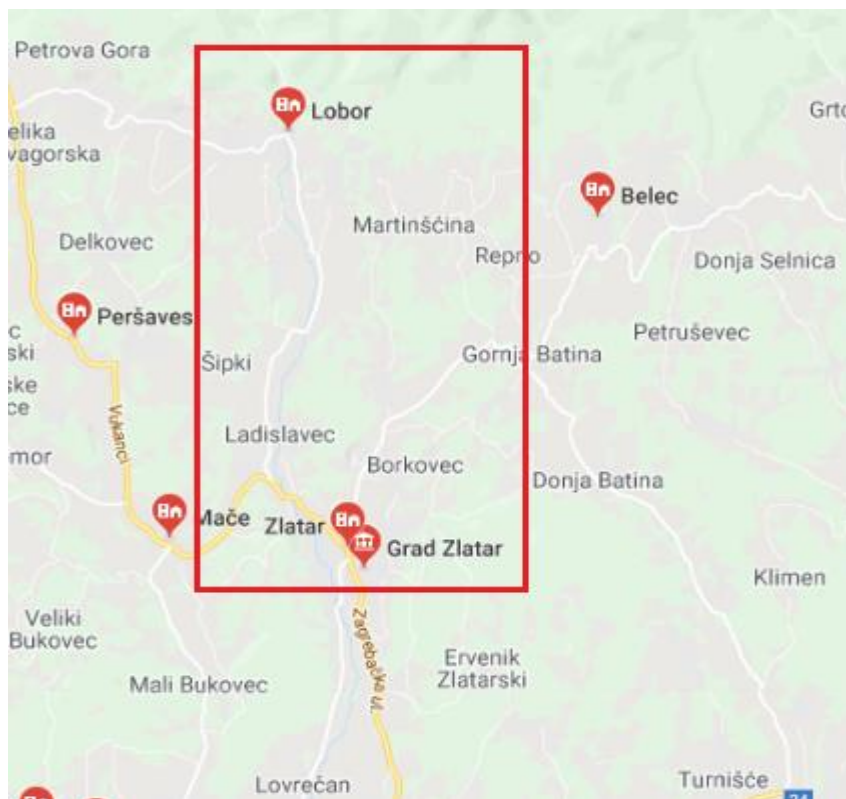 Petrova Gora
Lobor
Grto
elika
vagorska
Belec
Martinšćina
Delkovec
Repno
Donja Selnica
Peršaves
Petruševec
Šipki
Gornja Batina
c
ski
ske
ce
Vukanci
Ladislavec
mor
Borkovec
Donja Batina
Mače
Zlatar
Grad Zlatar
Klimen
Veliki
Bukovec
Zagrebačke ul.
Ervenik
Zlatarski
Mali Bukovec
Lovrečan
Turnišće
24